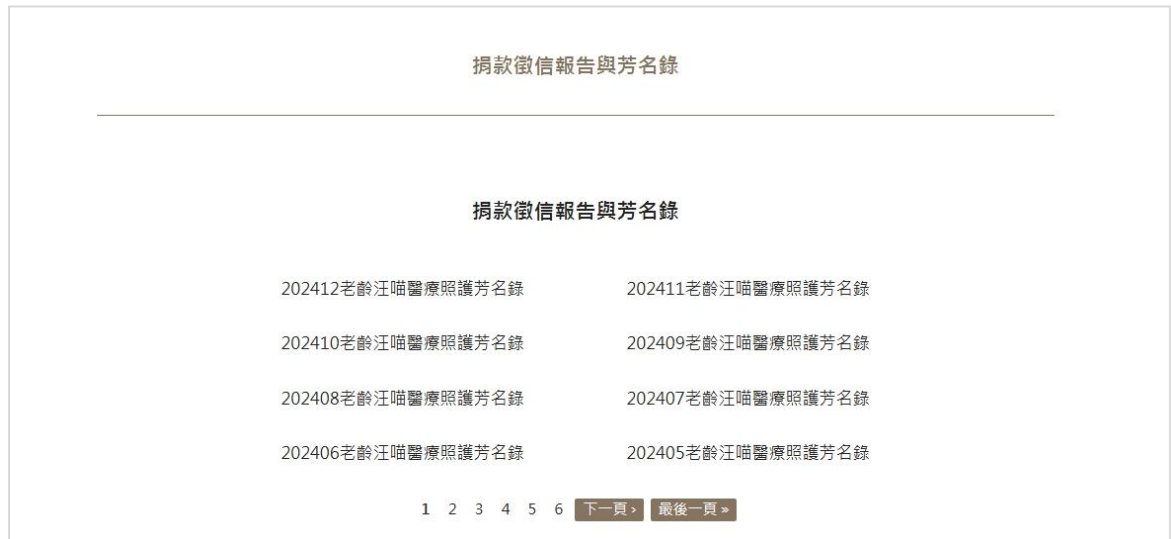 捐款徵信報告與芳名錄
捐款徵信報告與芳名錄
202412老齡汪喵醫療照護芳名錄 202411老齡汪喵醫療照護芳名錄
202410老齡汪喵醫療照護芳名錄 202409老齡汪喵醫療照護芳名錄
202408老齡汪喵醫療照護芳名錄 202407老齡汪喵醫療照護芳名錄
202406老齡汪喵醫療照護芳名錄 202405老齡汪喵醫療照護芳名錄
1 2 3 4 5 6 下一頁 › 最後一頁 »